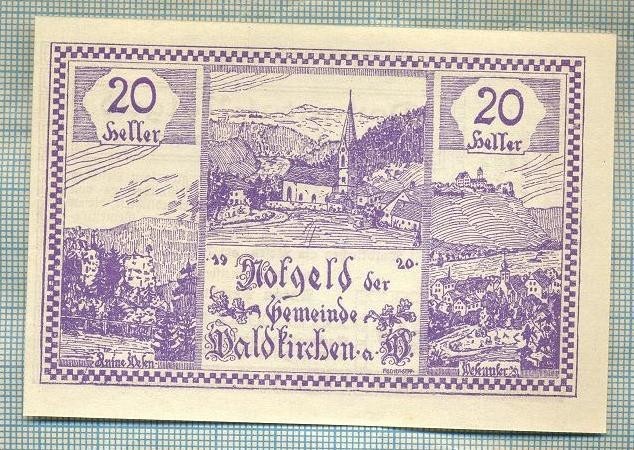 20
Heller
20
Heller
19 20.
Notgeld der
Gemeinde
Waldkirchen a. W.
Ruine Wesen
Wesenufer